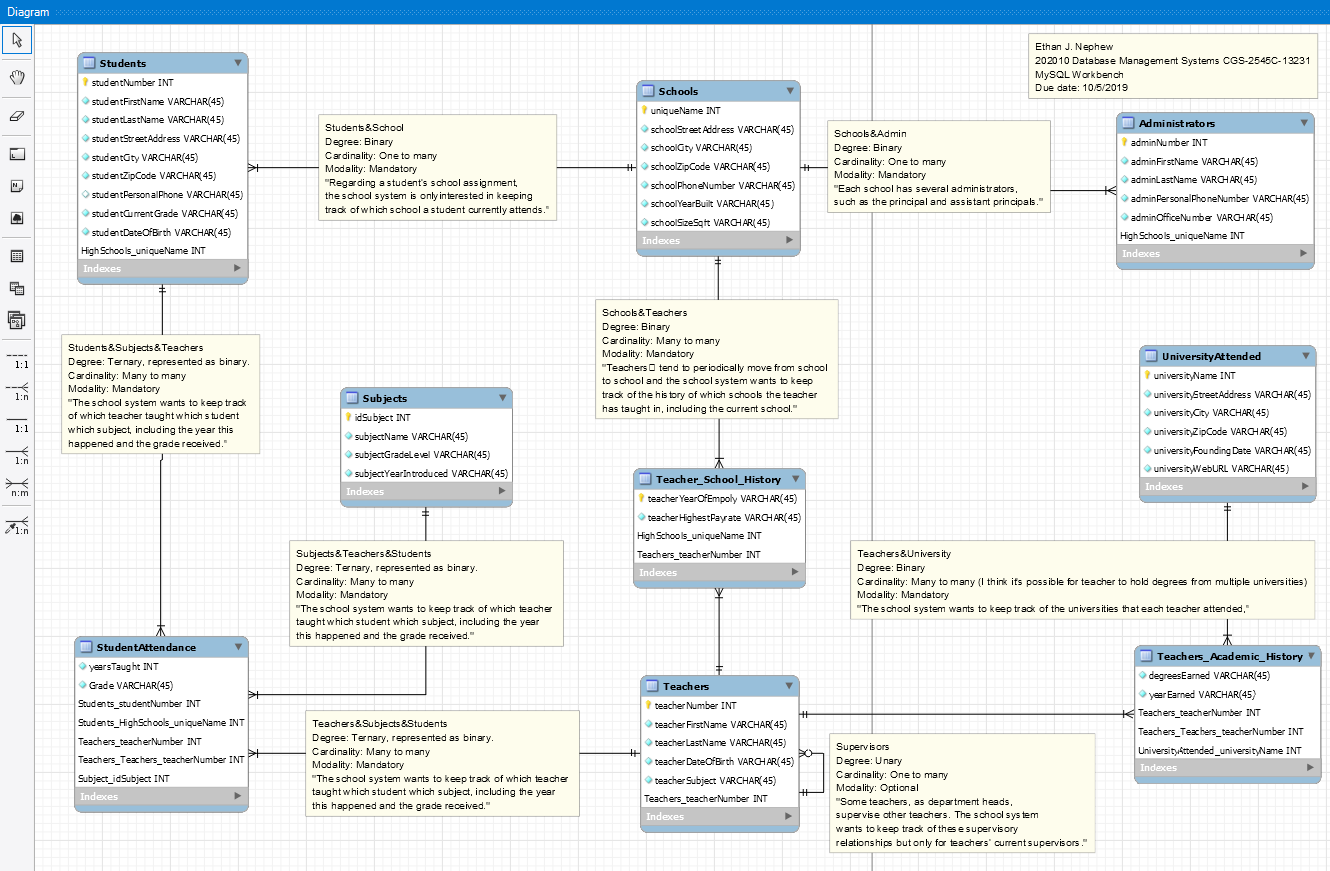 Diagram
Ethan J. Nephew
202010 Database Management Systems CGS-2545C-13231
MySQL Workbench
Due date: 10/5/2019
Students
studentNumber INT
studentFirstName VARCHAR(45)
studentLastName VARCHAR(45)
studentStreetAddress VARCHAR(45)
studentCity VARCHAR(45)
studentZipCode VARCHAR(45)
studentPersonalPhone VARCHAR(45)
studentCurrentGrade VARCHAR(45)
studentDateOfBirth VARCHAR(45)
HighSchools_uniqueName INT
Indexes
Students&School
Degree: Binary
Cardinality: One to many
Modality: Mandatory
"Regarding a student's school assignment,
the school system is only interested in keeping
track of which school a student currently attends."
Schools
uniqueName INT
schoolStreetAddress VARCHAR(45)
schoolCity VARCHAR(45)
schoolZipCode VARCHAR(45)
schoolPhoneNumber VARCHAR(45)
schoolYearBuilt VARCHAR(45)
schoolSizeSqft VARCHAR(45)
Indexes
Schools&Admin
Degree: Binary
Cardinality: One to many
Modality: Mandatory
"Each school has several administrators,
such as the principal and assistant principals."
Administrators
adminNumber INT
adminFirstName VARCHAR(45)
adminLastName VARCHAR(45)
adminPersonalPhoneNumber VARCHAR(45)
adminOfficeNumber VARCHAR(45)
HighSchools_uniqueName INT
Indexes
Students&Subjects&Teachers
Degree: Ternary, represented as binary.
Cardinality: Many to many
Modality: Mandatory
"The school system wants to keep track
of which teacher taught which student
which subject, including the year this
happened and the grade received."
Subjects
idSubject INT
subjectName VARCHAR(45)
subjectGradeLevel VARCHAR(45)
subjectYearIntroduced VARCHAR(45)
Indexes
Schools&Teachers
Degree: Binary
Cardinality: Many to many
Modality: Mandatory
"Teachers□ tend to periodically move from school
to school and the school system wants to keep
track of the history of which schools the teacher
has taught in, including the current school."
UniversityAttended
universityName INT
universityStreetAddress VARCHAR(45)
universityCity VARCHAR(45)
universityZipCode VARCHAR(45)
universityFoundingDate VARCHAR(45)
universityWebURL VARCHAR(45)
Indexes
Teacher_School_History
teacherYearOfEmpoly VARCHAR(45)
teacherHighestPayrate VARCHAR(45)
HighSchools_uniqueName INT
Teachers_teacherNumber INT
Indexes
Subjects&Teachers&Students
Degree: Ternary, represented as binary.
Cardinality: Many to many
Modality: Mandatory
"The school system wants to keep track of which teacher
taught which student which subject, including the year
this happened and the grade received."
Teachers&University
Degree: Binary
Cardinality: Many to many (I think it's possible for teacher to hold degrees from multiple universities)
Modality: Mandatory
"The school system wants to keep track of the universities that each teacher attended,"
StudentAttendance
yearsTaught INT
Grade VARCHAR(45)
Students_studentNumber INT
Students_HighSchools_uniqueName INT
Teachers_teacherNumber INT
Teachers_Teachers_teacherNumber INT
Subject_idSubject INT
Indexes
Teachers&Subjects&Students
Degree: Ternary, represented as binary.
Cardinality: Many to many
Modality: Mandatory
"The school system wants to keep track of which teacher
taught which student which subject, including the year
this happened and the grade received."
Teachers
teacherNumber INT
teacherFirstName VARCHAR(45)
teacherLastName VARCHAR(45)
teacherDateOfBirth VARCHAR(45)
teacherSubject VARCHAR(45)
Teachers_teacherNumber INT
Indexes
Supervisors
Degree: Unary
Cardinality: One to many
Modality: Optional
"Some teachers, as department heads,
supervise other teachers. The school system
wants to keep track of these supervisory
relationships but only for teachers' current supervisors."
Teachers_Academic_History
degreesEarned VARCHAR(45)
yearEarned VARCHAR(45)
Teachers_teacherNumber INT
Teachers_Teachers_teacherNumber INT
UniversityAttended_universityName INT
Indexes
1:1
1:n
1:1
1:n
n:m
1:n